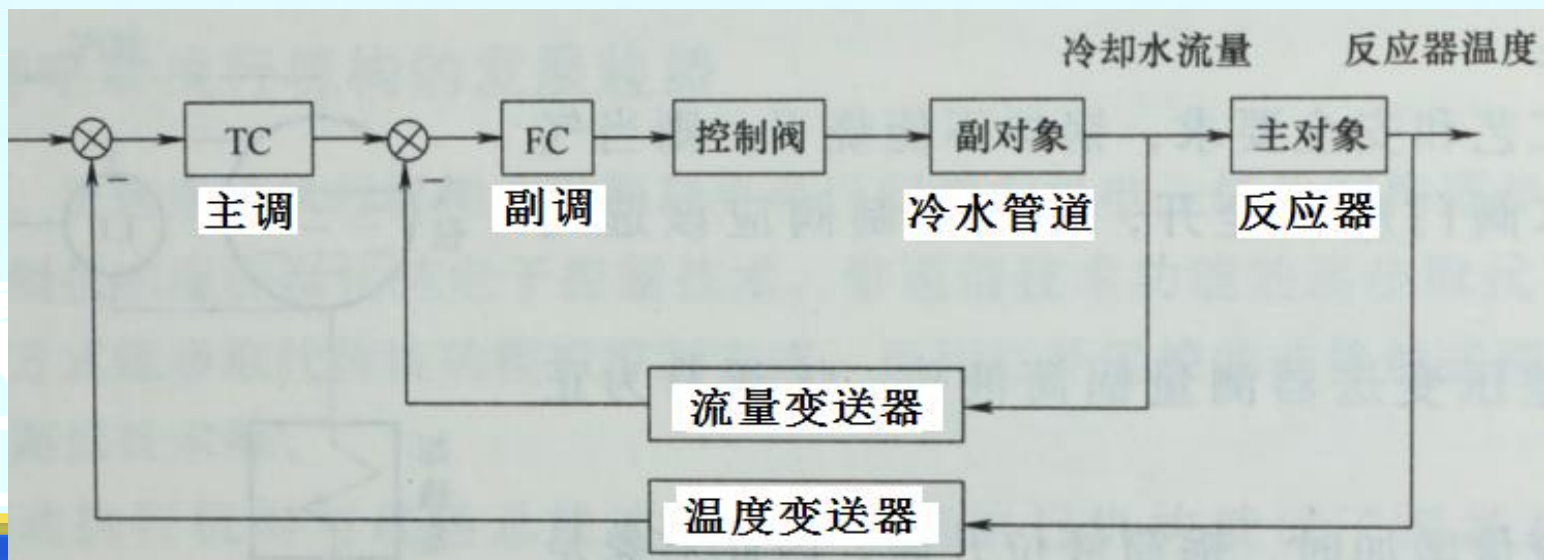 冷却水流量 反应器温度
TC
FC
控制阀
副对象
主对象
主调
副调
冷水管道
反应器
−
−
流量变送器
温度变送器